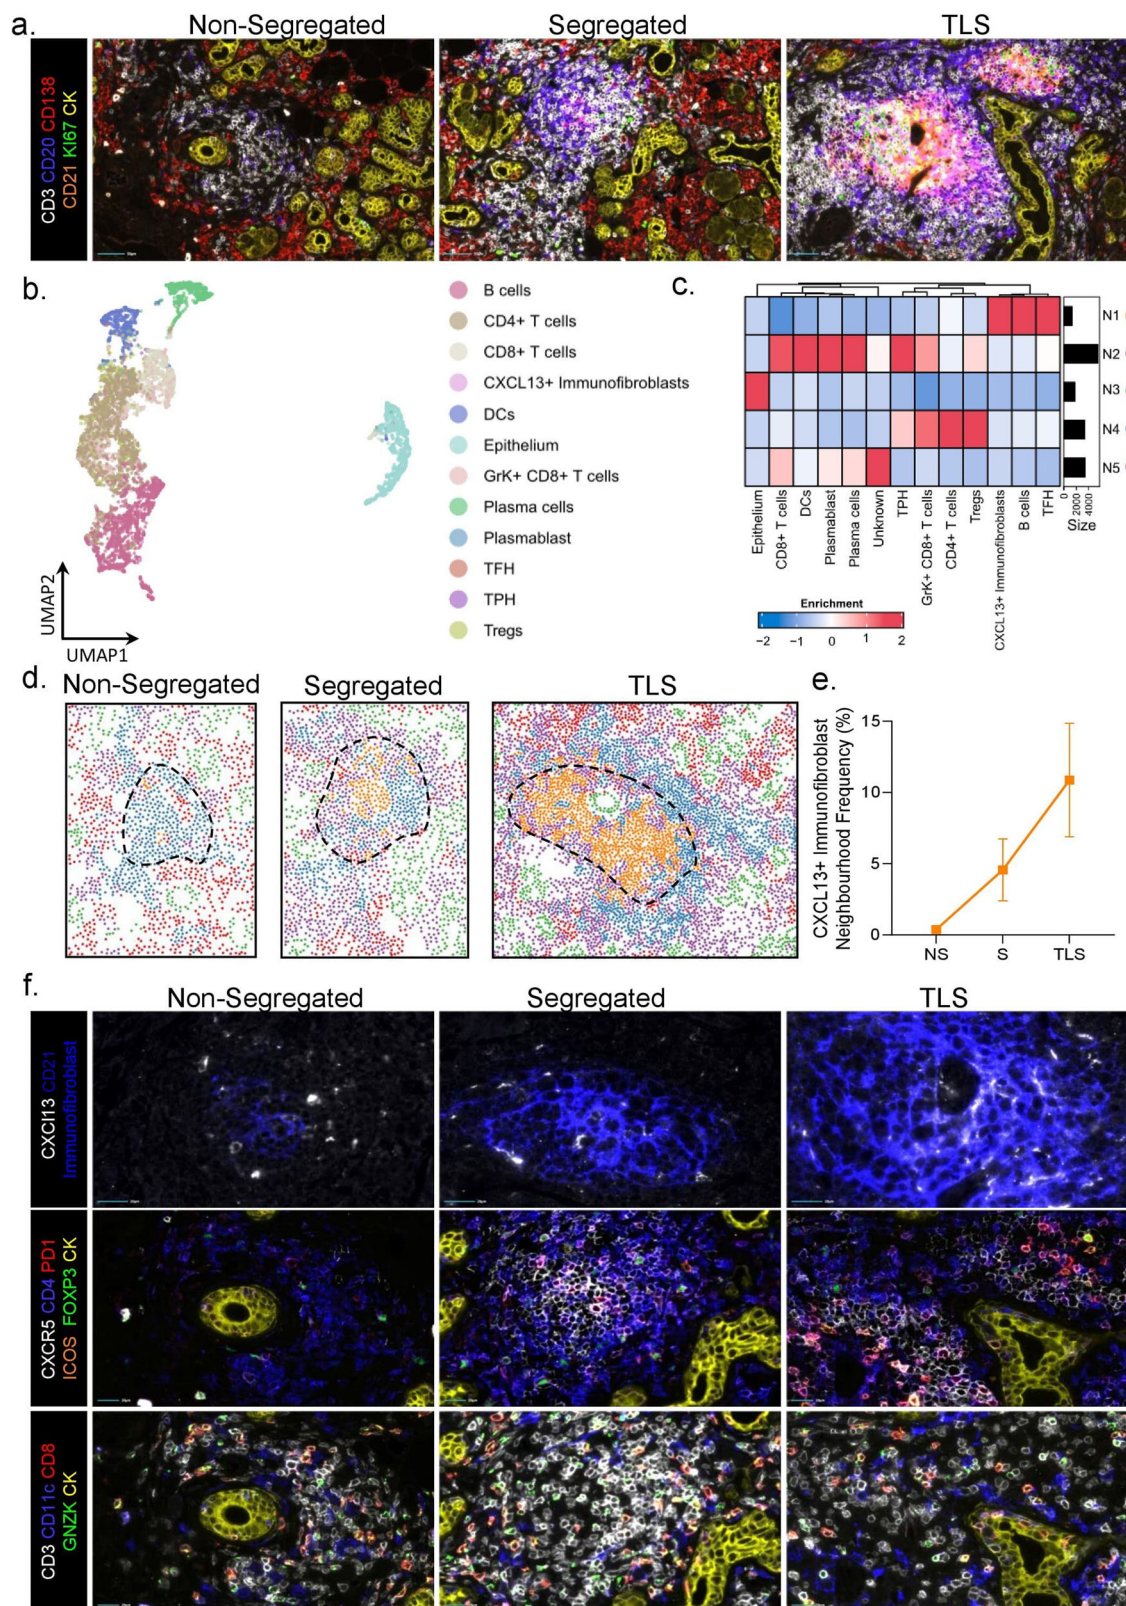 a.
Non-Segregated
Segregated
TLS
CD3 CD20 CD138
CD21 KI67 CK
b.
B cells
CD4+ T cells
CD8+ T cells
CXCL13+ Immunofibroblasts
DCs
Epithelium
GrK+ CD8+ T cells
Plasma cells
Plasmablast
TFH
TPH
Tregs
UMAP2
UMAP1
c.
N1
N2
N3
N4
N5
Epithelium
CD8+ T cells
DCs
Plasmablast
Plasma cells
Unknown
TPH
GrK+ CD8+ T cells
CD4+ T cells
Tregs
CXCL13+ Immunofibroblasts
B cells
TFH
0
2000
4000
Size
Enrichment
-2 -1 0 1 2
d.
Non-Segregated
Segregated
TLS
e.
CXCL13+ Immunofibroblast
Neighbourhood Frequency (%)
15
10
5
0
NS S TLS
f.
Non-Segregated
Segregated
TLS
CXCl13 CD21
Immunofibroblast
CXCR5 CD4 PD1
ICOS FOXP3 CK
CD3 CD11c CD8
GNZK CK